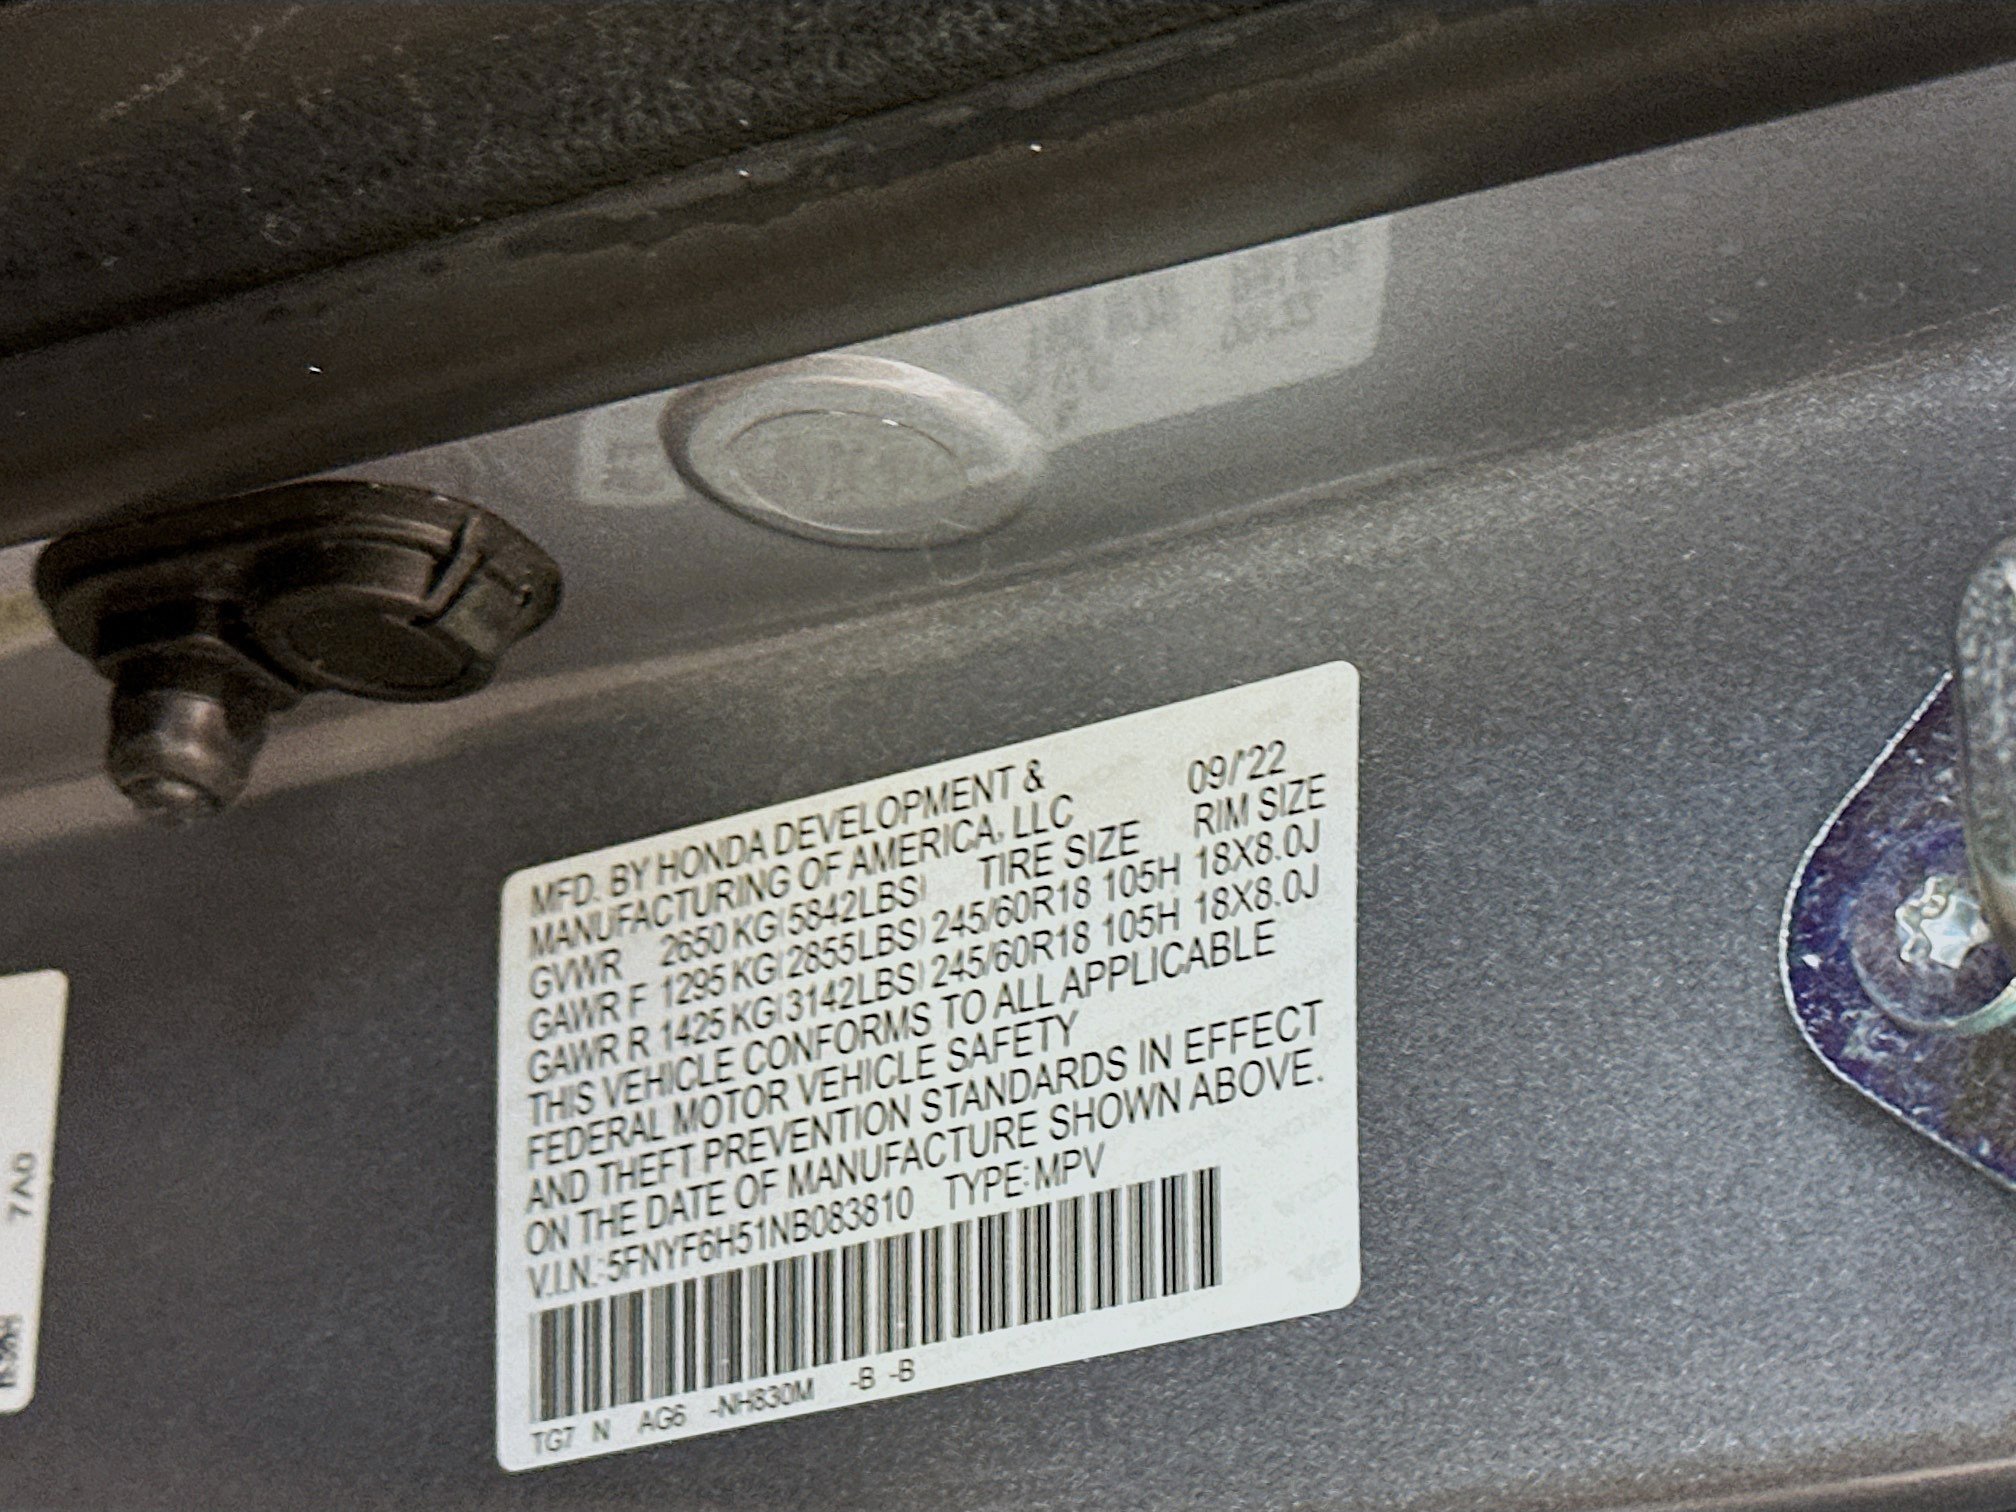 MFD. BY HONDA DEVELOPMENT & 09/'22
MANUFACTURING OF AMERICA, LLC RIM SIZE
GVWR 2650 KG(5842LBS) TIRE SIZE
GAWR F 1295 KG(2855LBS) 245/60R18 105H 18X8.0J
GAWR R 1425 KG(3142LBS) 245/60R18 105H 18X8.0J
THIS VEHICLE CONFORMS TO ALL APPLICABLE
FEDERAL MOTOR VEHICLE SAFETY
AND THEFT PREVENTION STANDARDS IN EFFECT
ON THE DATE OF MANUFACTURE SHOWN ABOVE.
V.I.N.:5FNYF6H51NB083810 TYPE:MPV
TG7 N AG6 -NH830M -B -B
7A0